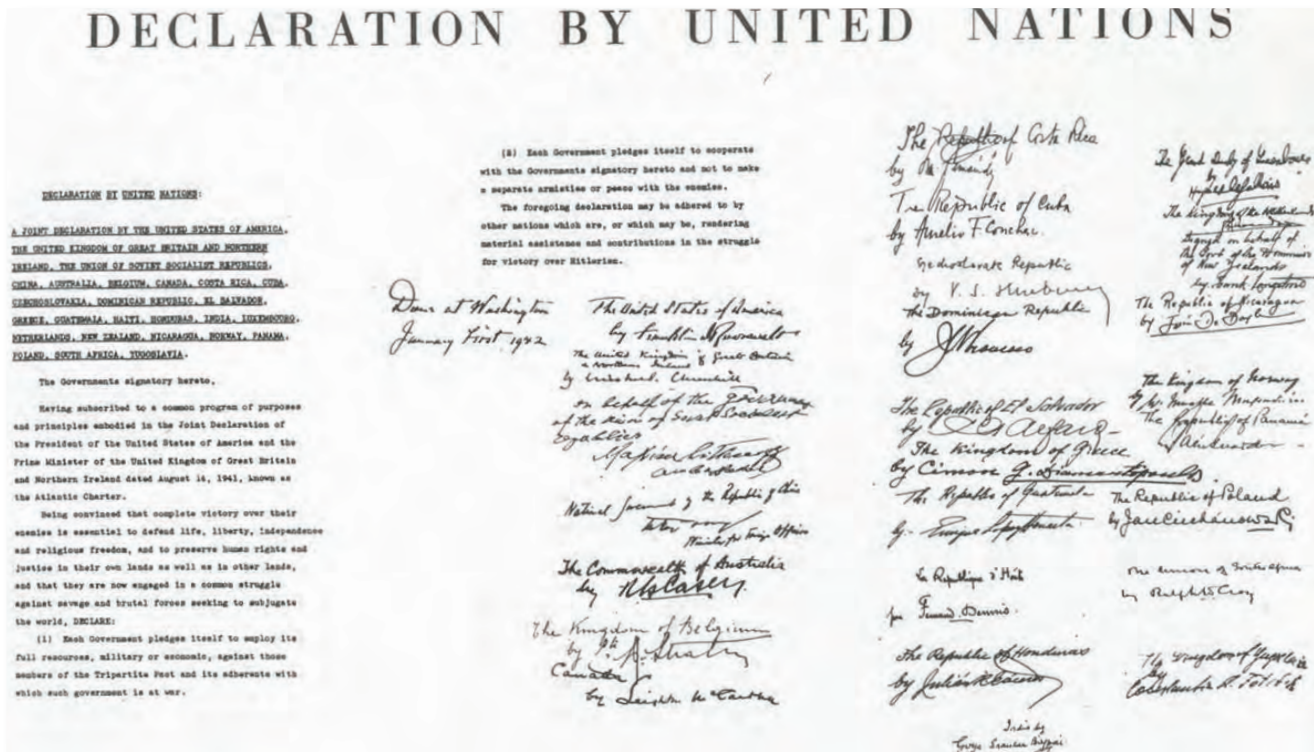 DECLARATION BY UNITED NATIONS
DECLARATION BY UNITED NATIONS:
A JOINT DECLARATION BY THE UNITED STATES OF AMERICA,
THE UNITED KINGDOM OF GREAT BRITAIN AND NORTHERN
IRELAND, THE UNION OF SOVIET SOCIALIST REPUBLICS,
CHINA, AUSTRALIA, BELGIUM, CANADA, COSTA RICA, CUBA,
CZECHOSLOVAKIA, DOMINICAN REPUBLIC, EL SALVADOR,
GREECE, GUATEMALA, HAITI, HONDURAS, INDIA, LUXEMBOURG,
NETHERLANDS, NEW ZEALAND, NICARAGUA, NORWAY, PANAMA,
POLAND, SOUTH AFRICA, YUGOSLAVIA.
The Governments signatory hereto,
Having subscribed to a common program of purposes
and principles embodied in the Joint Declaration of
the President of the United States of America and the
Prime Minister of the United Kingdom of Great Britain
and Northern Ireland dated August 14, 1941, known as
the Atlantic Charter.
Being convinced that complete victory over their
enemies is essential to defend life, liberty, independence
and religious freedom, and to preserve human rights and
justice in their own lands as well as in other lands,
and that they are now engaged in a common struggle
against savage and brutal forces seeking to subjugate
the world, DECLARE:
(1) Each Government pledges itself to employ its
full resources, military or economic, against those
members of the Tripartite Pact and its adherents with
which such government is at war.
(2) Each Government pledges itself to cooperate
with the Governments signatory hereto and not to make
a separate armistice or peace with the enemies.
The foregoing declaration may be adhered to by
other nations which are, or which may be, rendering
material assistance and contributions in the struggle
for victory over Hitlerism.
Done at Washington
January First, 1942
The United States of America
by Franklin D Roosevelt
The United Kingdom of Great Britain
& Northern Ireland
by Winston S. Churchill
on behalf of the Government
of the Union of Soviet Socialist
Republics
Maxim Litvinoff
Ambassador
National Government of the Republic of China
Minister for Foreign Affairs
The Commonwealth of Australia
by R G Casey
The Kingdom of Belgium
by
Canada
by Leighton McCarthy
The Republic of Costa Rica
by
The Republic of Cuba
by Aurelio F. Concheso
Republic
by V. S. Hurban
The Dominican Republic
by
The Republic of El Salvador
by C A Alfaro
The Kingdom of Greece
by Cimon G. Diamantopoulos
The Republic of Guatemala
by Enrique
La Republique d'Haiti
par Fernand Dennis
The Republic of Honduras
by Julián R Caceres
India by
Girja Shankar Bajpai
The Grand Duchy of Luxembourg
by
The Kingdom of the Netherlands
Signed on behalf of
the Govt of the Dominion
of New Zealand
by Frank Langstone
The Republic of Nicaragua
by
The Kingdom of Norway
by
The Republic of Panama
by
The Republic of Poland
by Jan Ciechanowski
The Union of South Africa
by Ralph W. Close
The Kingdom of Yugoslavia
by
Constantin A. Fotitch